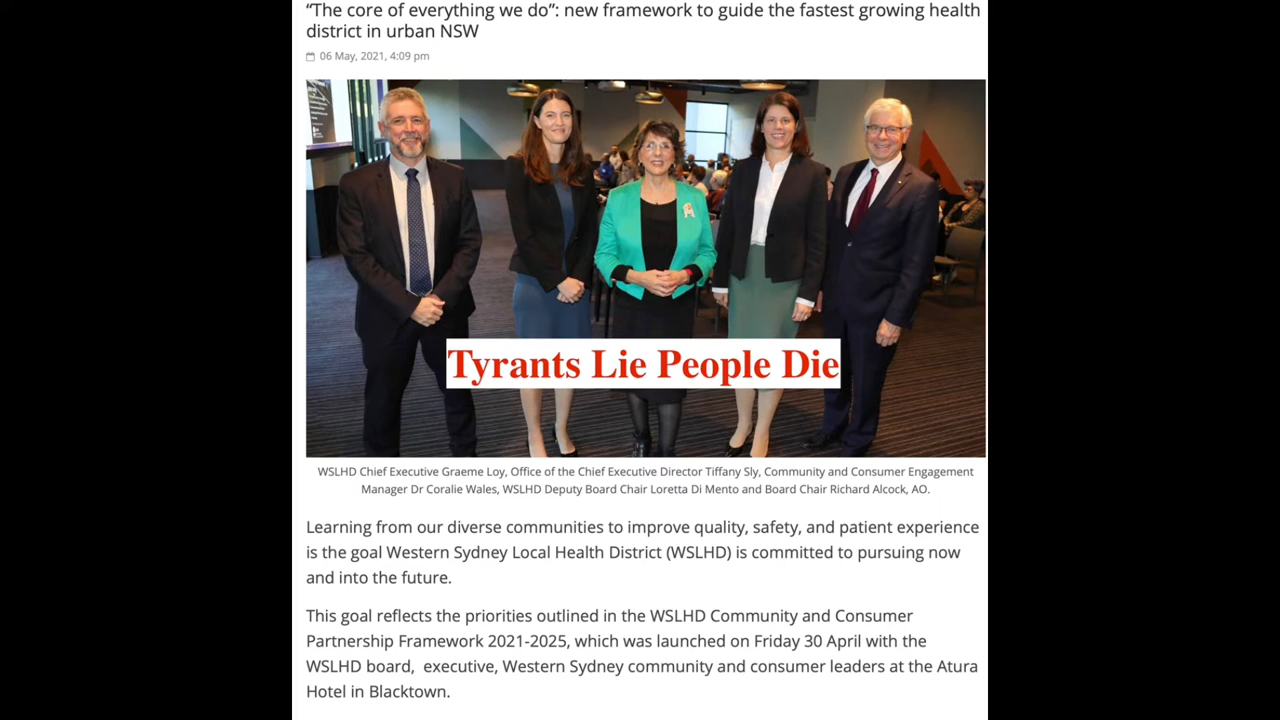 “The core of everything we do”: new framework to guide the fastest growing health
district in urban NSW
06 May, 2021, 4:09 pm
Tyrants Lie People Die
WSLHD Chief Executive Graeme Loy, Office of the Chief Executive Director Tiffany Sly, Community and Consumer Engagement
Manager Dr Coralie Wales, WSLHD Deputy Board Chair Loretta Di Mento and Board Chair Richard Alcock, AO.
Learning from our diverse communities to improve quality, safety, and patient experience
is the goal Western Sydney Local Health District (WSLHD) is committed to pursuing now
and into the future.
This goal reflects the priorities outlined in the WSLHD Community and Consumer
Partnership Framework 2021-2025, which was launched on Friday 30 April with the
WSLHD board,  executive, Western Sydney community and consumer leaders at the Atura
Hotel in Blacktown.